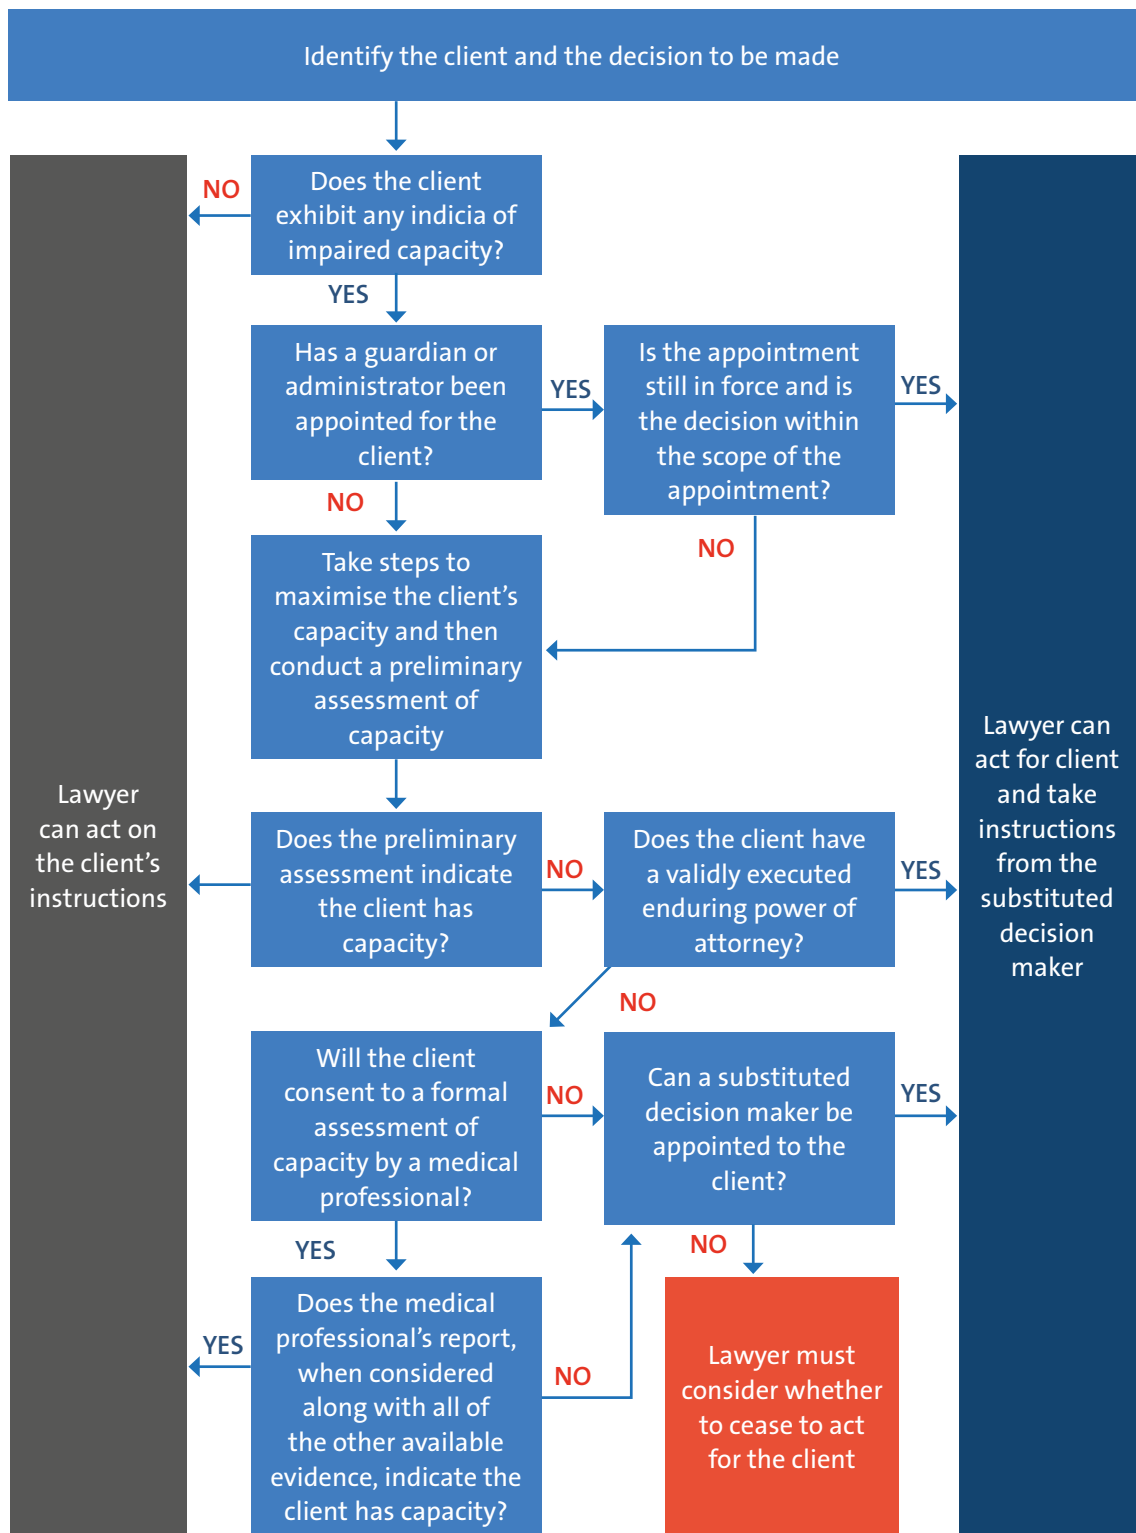 Identify the client and the decision to be made
Does the client
exhibit any indicia of
impaired capacity?
NO
YES
Has a guardian or
administrator been
appointed for the
client?
YES
Is the appointment
still in force and is
the decision within
the scope of the
appointment?
YES
NO
NO
Take steps to
maximise the client’s
capacity and then
conduct a preliminary
assessment of
capacity
Does the preliminary
assessment indicate
the client has
capacity?
NO
Does the client have
a validly executed
enduring power of
attorney?
YES
NO
Will the client
consent to a formal
assessment of
capacity by a medical
professional?
NO
Can a substituted
decision maker be
appointed to the
client?
YES
YES
NO
Does the medical
professional’s report,
when considered
along with all of
the other available
evidence, indicate the
client has capacity?
YES
NO
Lawyer must
consider whether
to cease to act
for the client
Lawyer
can act on
the client’s
instructions
Lawyer can
act for client
and take
instructions
from the
substituted
decision
maker